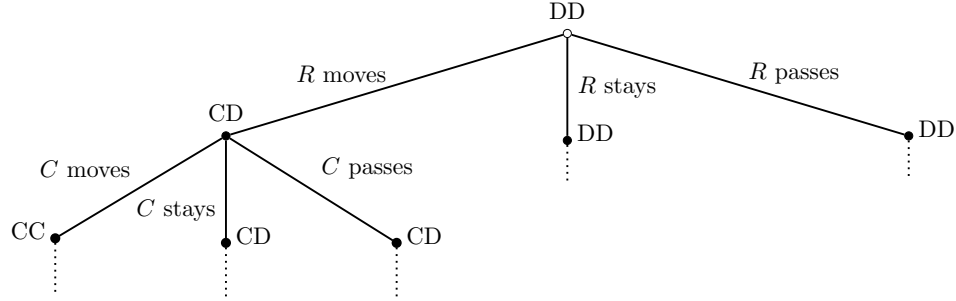 DD
R moves
R stays
R passes
CD
DD
DD
C moves
C stays
C passes
CC
CD
CD